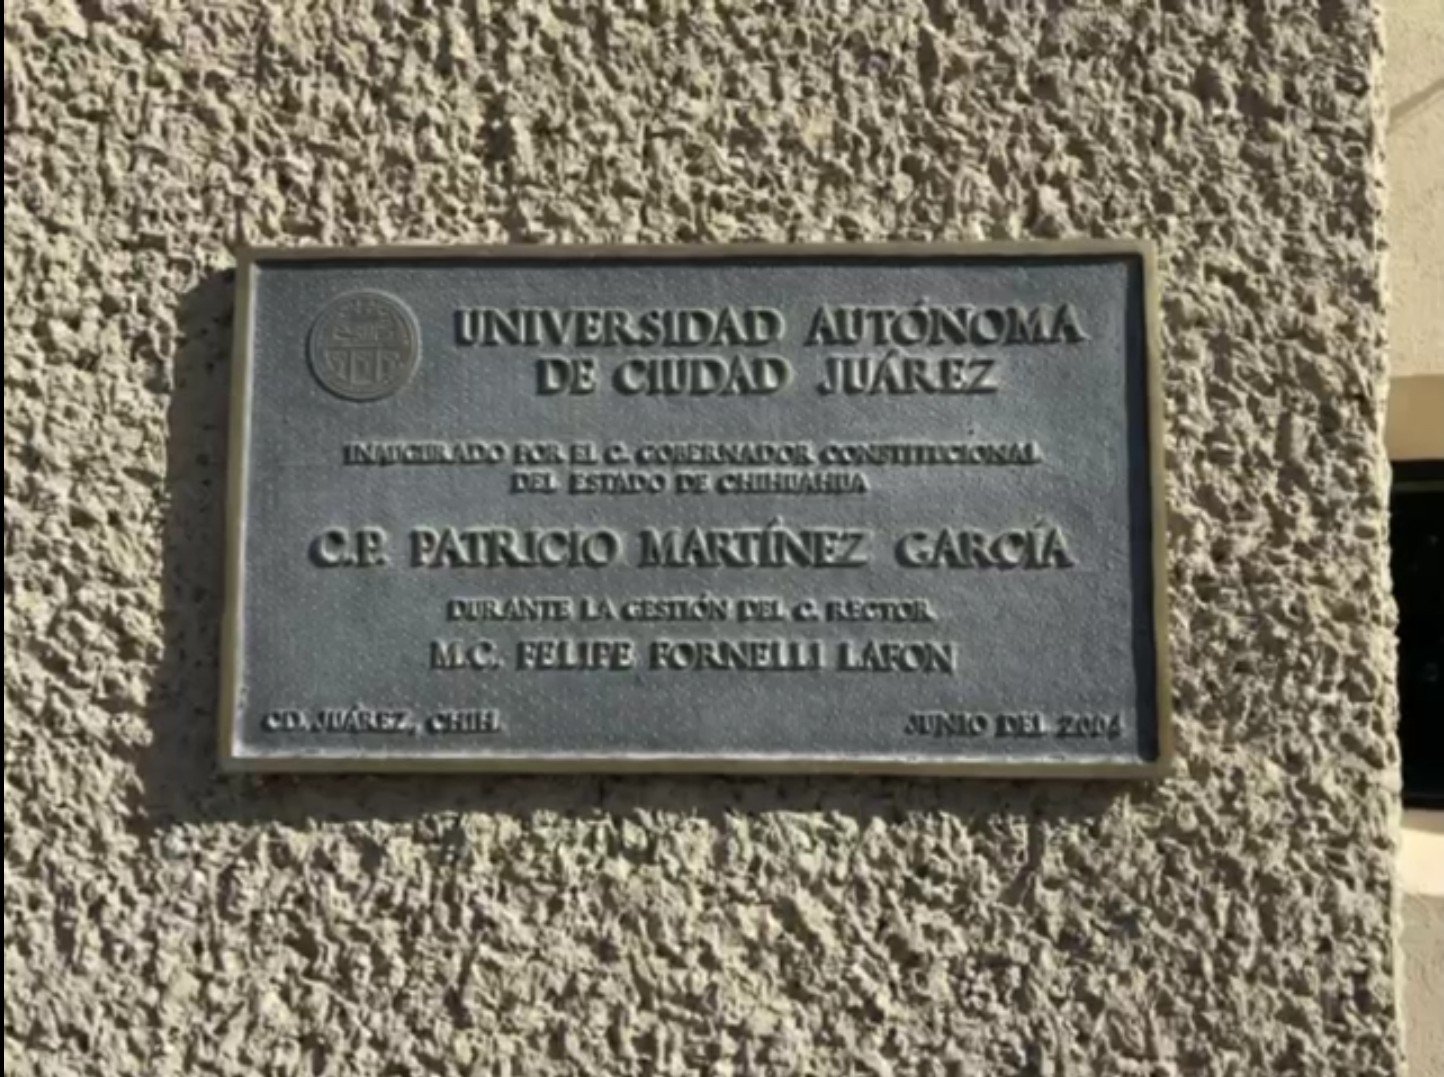 UNIVERSIDAD AUTÓNOMA
DE CIUDAD JUÁREZ
INAUGURADO POR EL C. GOBERNADOR CONSTITUCIONAL
DEL ESTADO DE CHIHUAHUA
C.P. PATRICIO MARTÍNEZ GARCÍA
DURANTE LA GESTIÓN DEL C. RECTOR
M.C. FELIPE FORNELLI LAFON
CD. JUÁREZ, CHIH.
JUNIO DEL